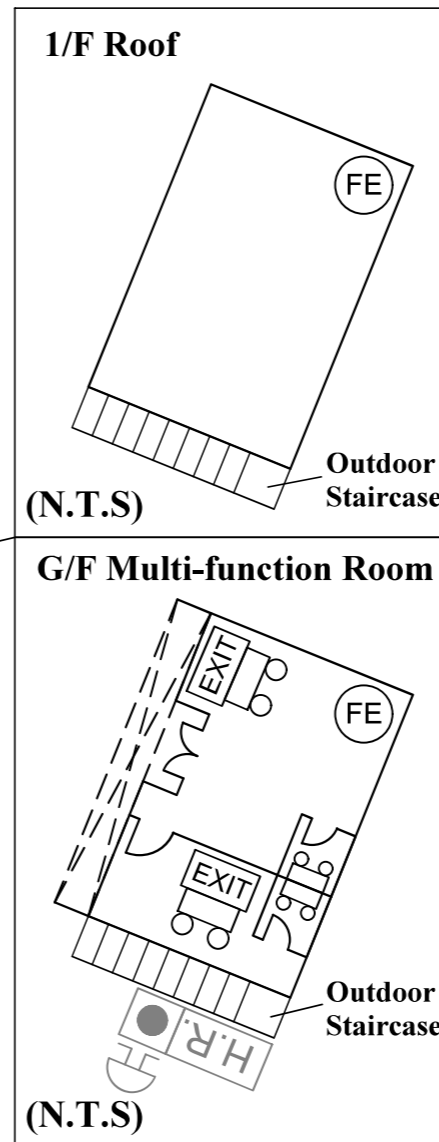 1/F Roof
FE
Outdoor
Staircase
(N.T.S)
G/F Multi-function Room
EXIT
FE
EXIT
Outdoor
Staircase
H.R.
(N.T.S)